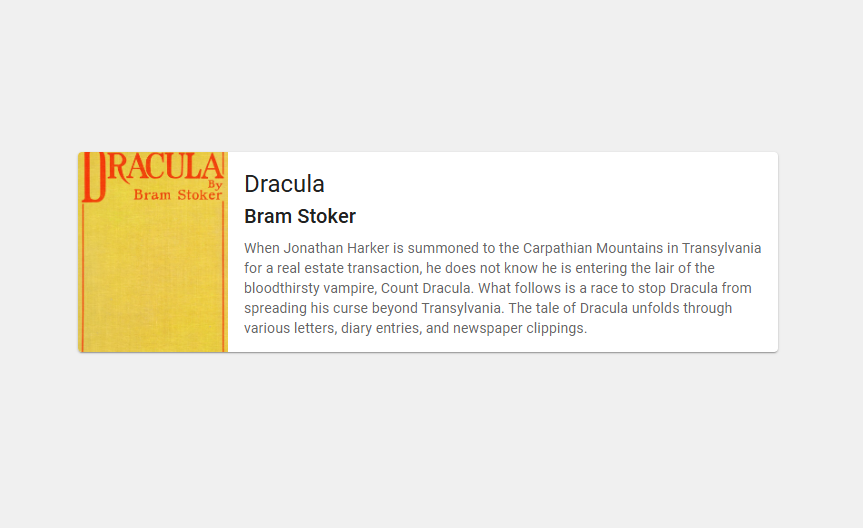 DRACULA
By
Bram Stoker
Dracula
Bram Stoker
When Jonathan Harker is summoned to the Carpathian Mountains in Transylvania
for a real estate transaction, he does not know he is entering the lair of the
bloodthirsty vampire, Count Dracula. What follows is a race to stop Dracula from
spreading his curse beyond Transylvania. The tale of Dracula unfolds through
various letters, diary entries, and newspaper clippings.